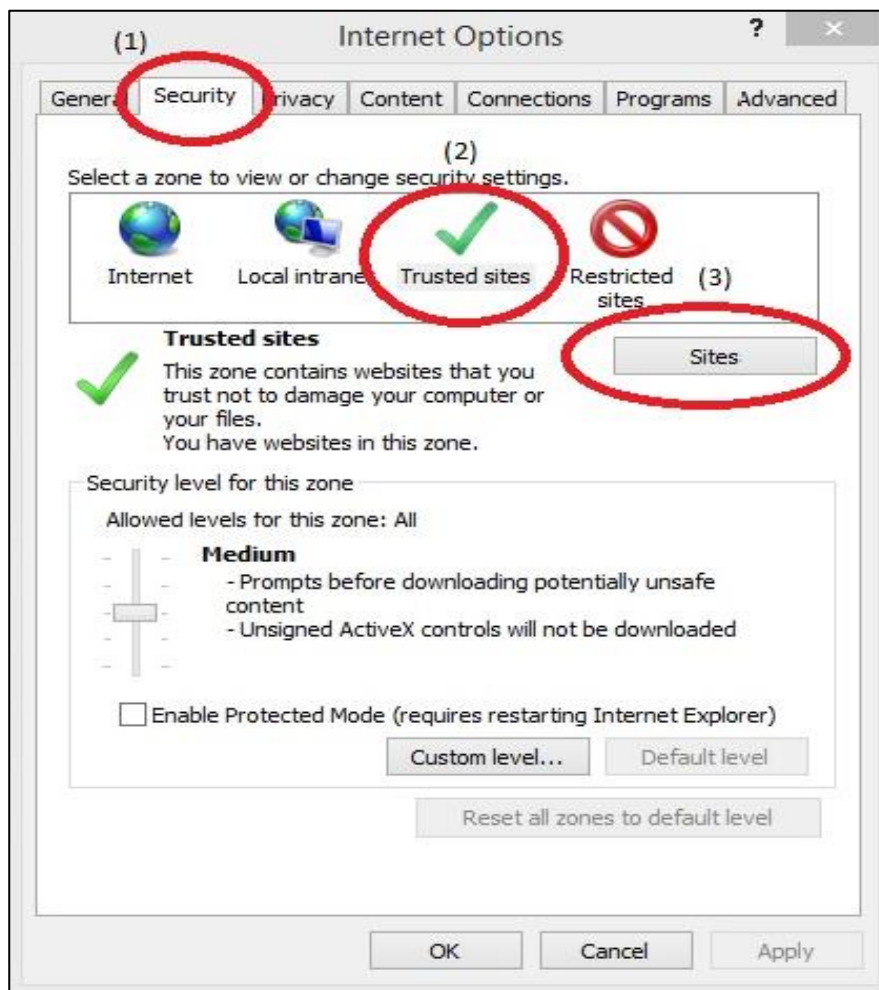 (1)
Internet Options
?
General Security Privacy Content Connections Programs Advanced
(2)
Select a zone to view or change security settings.
Internet Local intranet Trusted sites Restricted sites
(3)
Trusted sites
Sites
This zone contains websites that you
trust not to damage your computer or
your files.
You have websites in this zone.
Security level for this zone
Allowed levels for this zone: All
Medium
- Prompts before downloading potentially unsafe
content
- Unsigned ActiveX controls will not be downloaded
Enable Protected Mode (requires restarting Internet Explorer)
Custom level... Default level
Reset all zones to default level
OK Cancel Apply